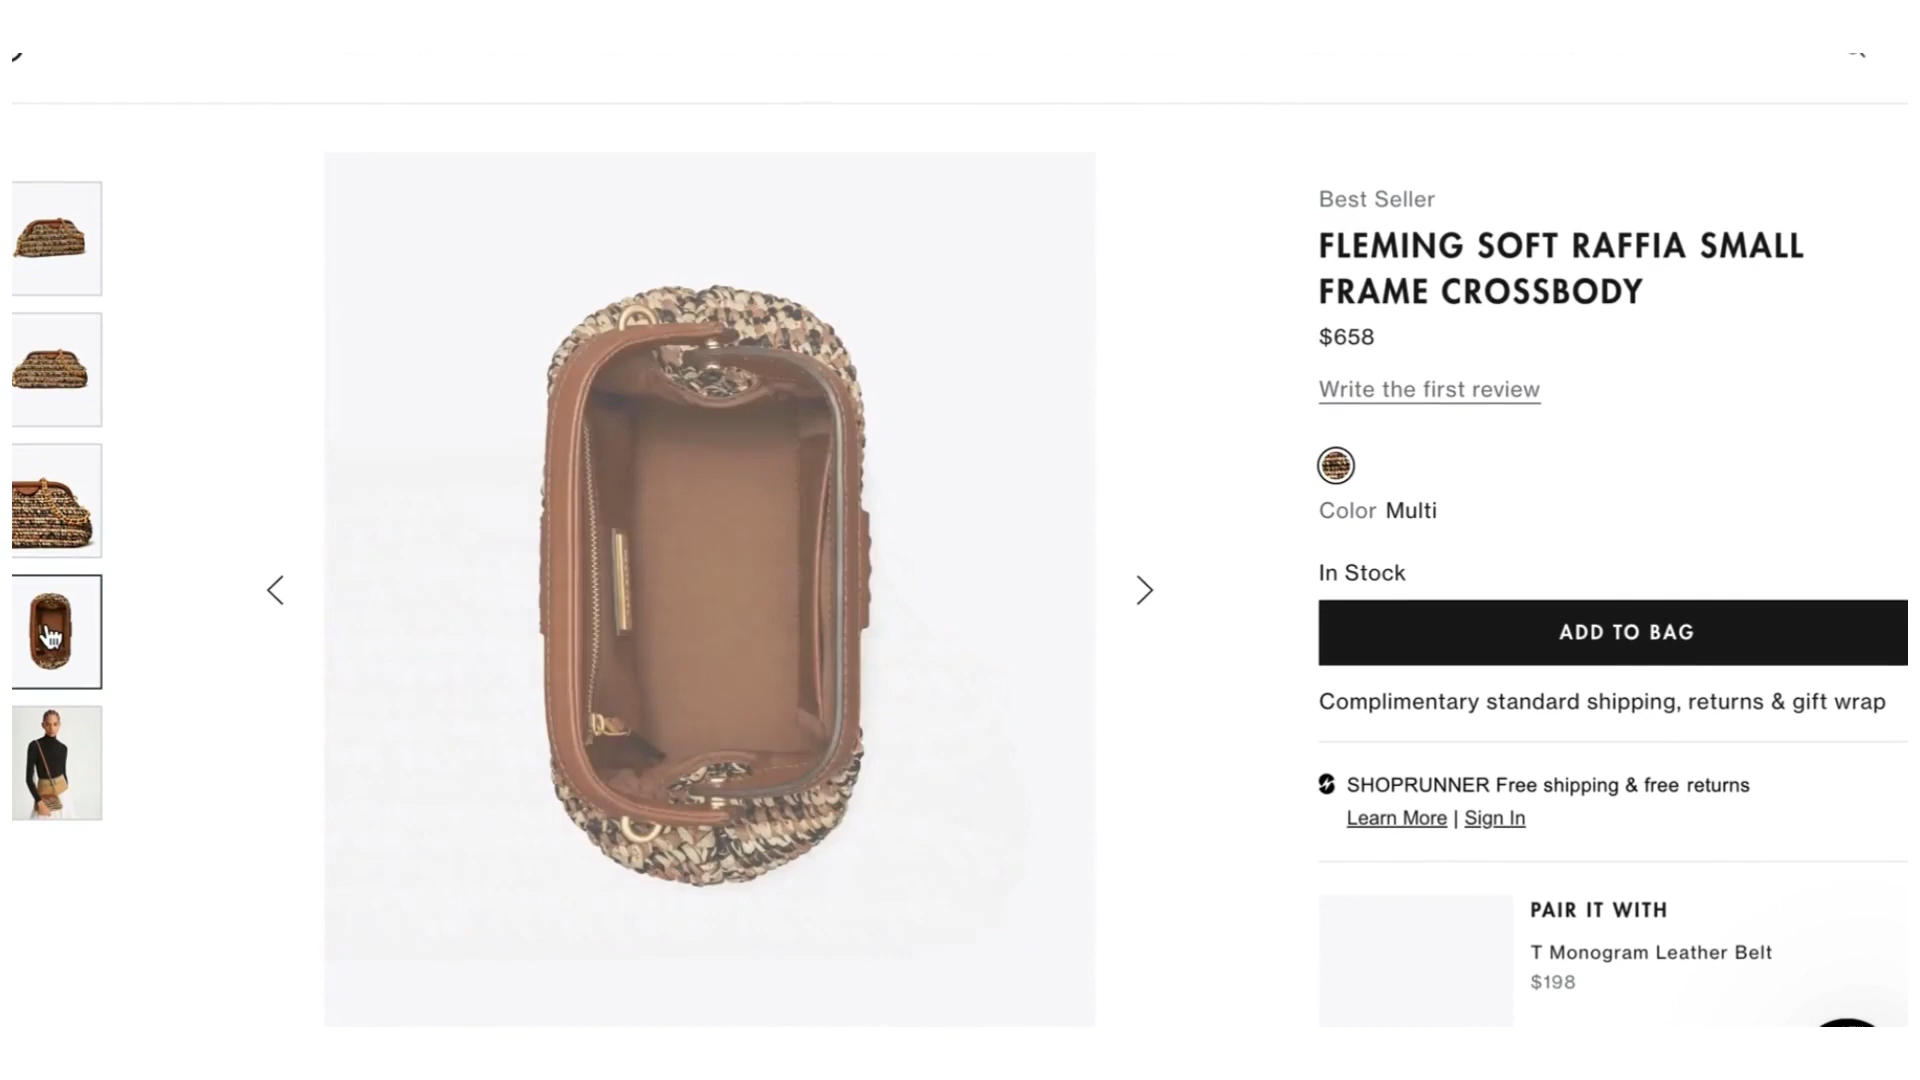 Best Seller
FLEMING SOFT RAFFIA SMALL
FRAME CROSSBODY
$658
Write the first review
Color Multi
In Stock
ADD TO BAG
Complimentary standard shipping, returns & gift wrap
SHOPRUNNER Free shipping & free returns
Learn More | Sign In
PAIR IT WITH
T Monogram Leather Belt
$198